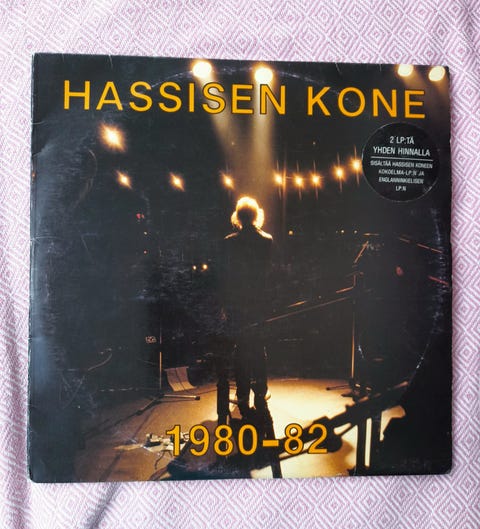 HASSISEN KONE
2 LP:TÄ
YHDEN HINNALLA
SISÄLTÄÄ HASSISEN KONEEN
KOKOELMA-LP:N JA
ENGLANNINKIELISEN
LP:N
1980-82